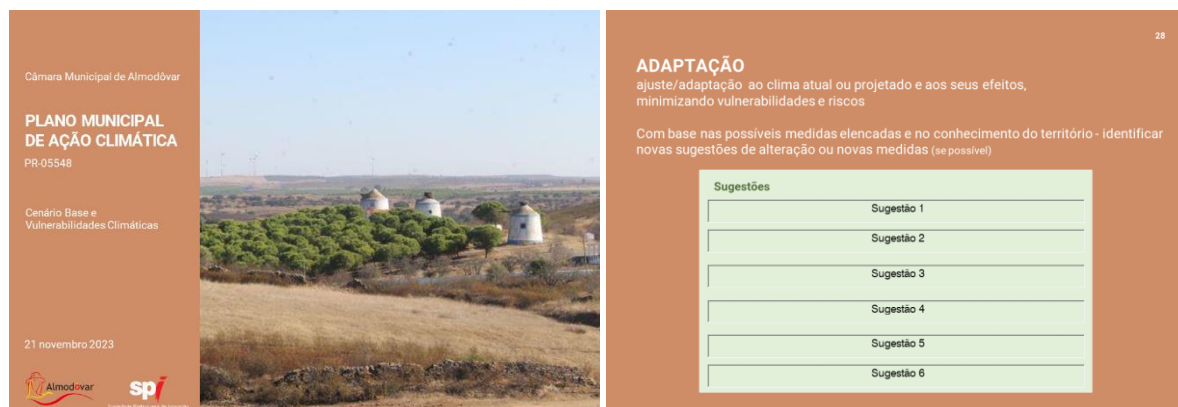 Câmara Municipal de Almodôvar
PLANO MUNICIPAL
DE AÇÃO CLIMÁTICA
PR-05548
Cenário Base e
Vulnerabilidades Climáticas
21 novembro 2023
Almodovar
spi
28
ADAPTAÇÃO
ajuste/adaptação ao clima atual ou projetado e aos seus efeitos,
minimizando vulnerabilidades e riscos
Com base nas possíveis medidas elencadas e no conhecimento do território - identificar
novas sugestões de alteração ou novas medidas (se possível)
Sugestões
Sugestão 1
Sugestão 2
Sugestão 3
Sugestão 4
Sugestão 5
Sugestão 6